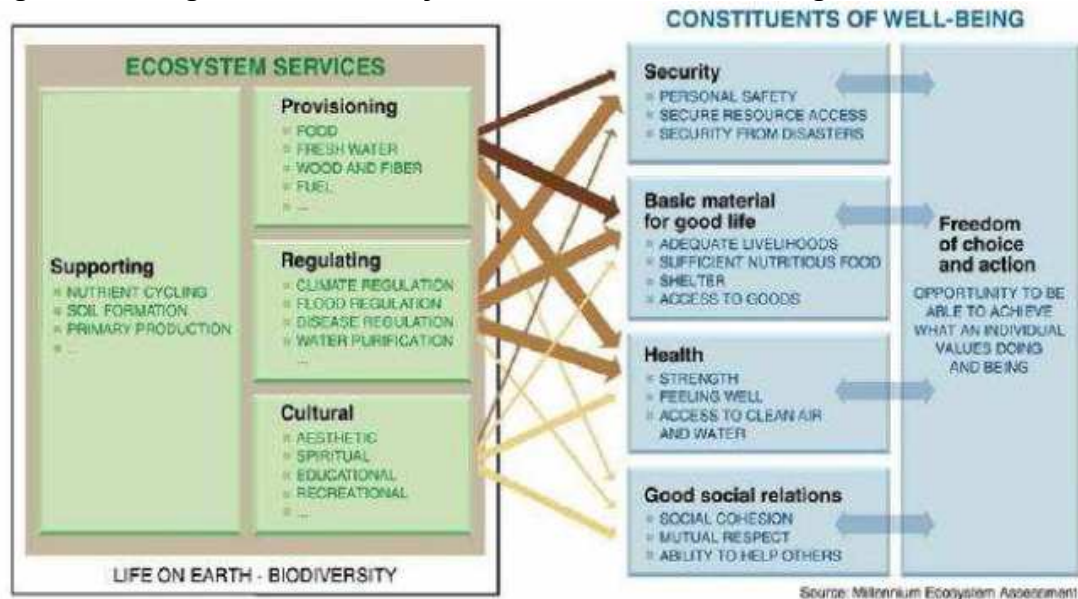 CONSTITUENTS OF WELL-BEING
ECOSYSTEM SERVICES
Supporting
NUTRIENT CYCLING
SOIL FORMATION
PRIMARY PRODUCTION
...
Provisioning
FOOD
FRESH WATER
WOOD AND FIBER
FUEL
...
Regulating
CLIMATE REGULATION
FLOOD REGULATION
DISEASE REGULATION
WATER PURIFICATION
...
Cultural
AESTHETIC
SPIRITUAL
EDUCATIONAL
RECREATIONAL
...
LIFE ON EARTH - BIODIVERSITY
Security
PERSONAL SAFETY
SECURE RESOURCE ACCESS
SECURITY FROM DISASTERS
Basic material
for good life
ADEQUATE LIVELIHOODS
SUFFICIENT NUTRITIOUS FOOD
SHELTER
ACCESS TO GOODS
Health
STRENGTH
FEELING WELL
ACCESS TO CLEAN AIR
AND WATER
Good social relations
SOCIAL COHESION
MUTUAL RESPECT
ABILITY TO HELP OTHERS
Freedom
of choice
and action
OPPORTUNITY TO BE
ABLE TO ACHIEVE
WHAT AN INDIVIDUAL
VALUES DOING
AND BEING
Source: Millennium Ecosystem Assessment